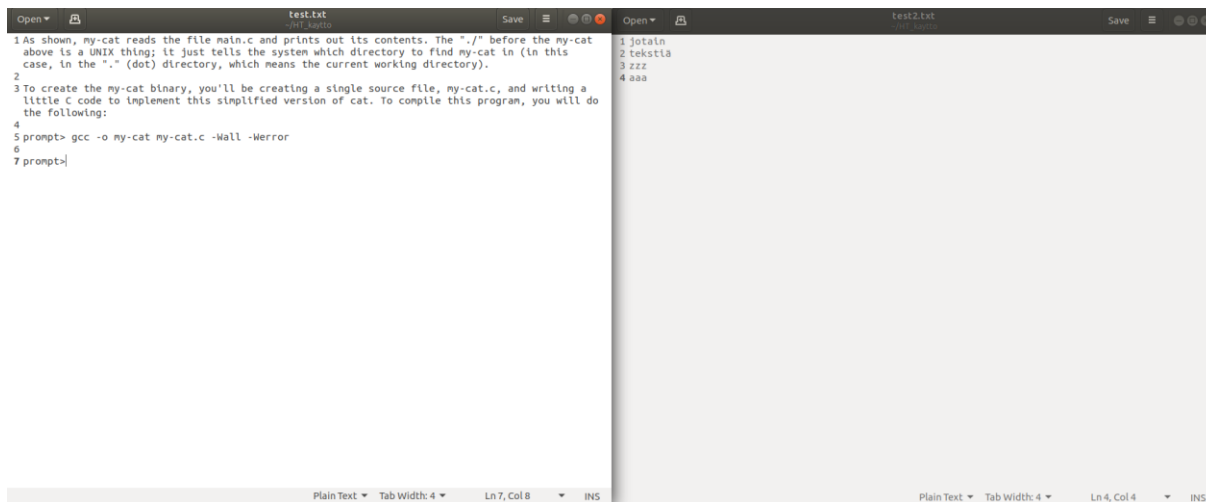 Open
test.txt
~/HT_kaytto
Save
1 As shown, my-cat reads the file main.c and prints out its contents. The "./" before the my-cat
above is a UNIX thing; it just tells the system which directory to find my-cat in (in this
case, in the "." (dot) directory, which means the current working directory).
2
3 To create the my-cat binary, you'll be creating a single source file, my-cat.c, and writing a
little C code to implement this simplified version of cat. To compile this program, you will do
the following:
4
5 prompt> gcc -o my-cat my-cat.c -Wall -Werror
6
7 prompt>
Plain Text Tab Width: 4 Ln 7, Col 8 INS
Open
test2.txt
~/HT_kaytto
Save
1 jotain
2 tekstiä
3 zzz
4 aaa
Plain Text Tab Width: 4 Ln 4, Col 4 INS